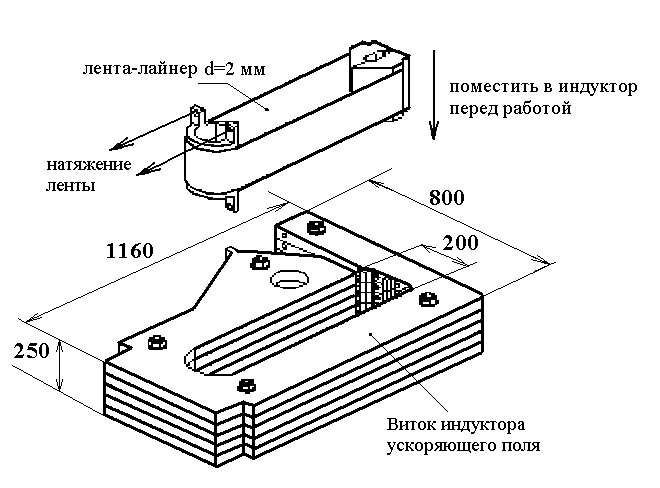 лента-лайнер d=2 мм
поместить в индуктор
перед работой
натяжение
ленты
800
1160
200
250
Виток индуктора
ускоряющего поля